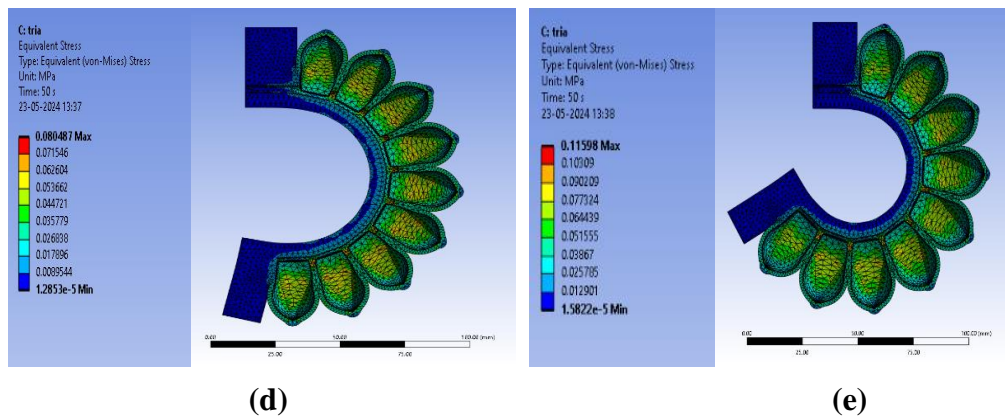 C: tria
Equivalent Stress
Type: Equivalent (von-Mises) Stress
Unit: MPa
Time: 50 s
23-05-2024 13:37
0.080487 Max
0.071546
0.062604
0.053662
0.044721
0.035779
0.026838
0.017896
0.0089544
1.2853e-5 Min
0.00
50.00
100.00 (mm)
25.00
75.00
(d)
C: tria
Equivalent Stress
Type: Equivalent (von-Mises) Stress
Unit: MPa
Time: 50 s
23-05-2024 13:38
0.11598 Max
0.10309
0.090209
0.077324
0.064439
0.051555
0.03867
0.025785
0.012901
1.5822e-5 Min
0.00
50.00
100.00 (mm)
25.00
75.00
(e)